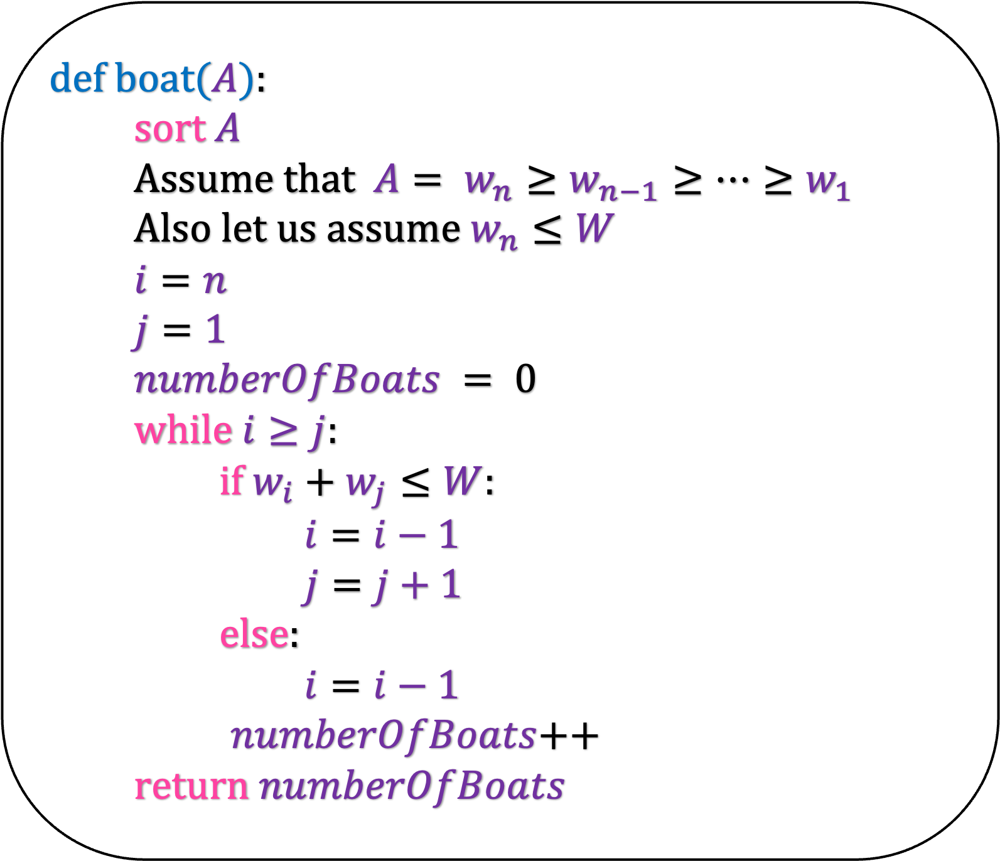 def boat(A):
sort A
Assume that A = wₙ ≥ wₙ₋₁ ≥ ⋯ ≥ w₁
Also let us assume wₙ ≤ W
i = n
j = 1
numberOfBoats = 0
while i ≥ j:
if wᵢ + wⱼ ≤ W:
i = i − 1
j = j + 1
else:
i = i − 1
numberOfBoats++
return numberOfBoats